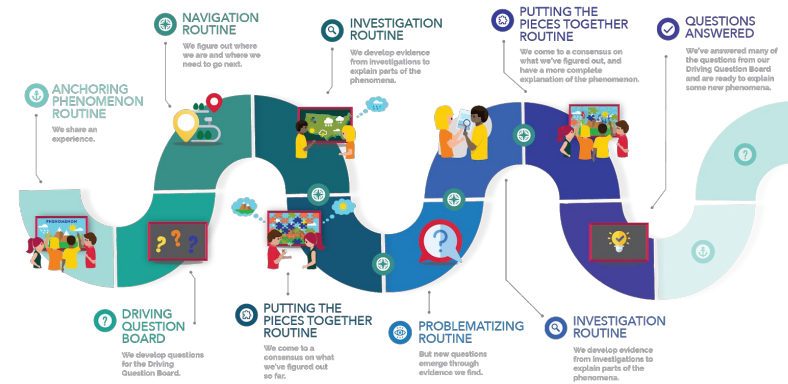 NAVIGATION
ROUTINE
We figure out where
we are and where we
need to go next.
INVESTIGATION
ROUTINE
We develop evidence
from investigations to
explain parts of the
phenomena.
PUTTING THE
PIECES TOGETHER
ROUTINE
We come to a consensus on
what we've figured out, and
have a more complete
explanation of the phenomenon.
QUESTIONS
ANSWERED
We've answered many of
the questions from our
Driving Question Board
and are ready to explain
some new phenomena.
ANCHORING
PHENOMENON
ROUTINE
We share an
experience.
PHENOMENON
? ? ?
?
?
DRIVING
QUESTION
BOARD
We develop questions
for the Driving
Question Board.
PUTTING THE
PIECES TOGETHER
ROUTINE
We come to a
consensus on what
we've figured out
so far.
PROBLEMATIZING
ROUTINE
But new questions
emerge through
evidence we find.
INVESTIGATION
ROUTINE
We develop evidence
from investigations to
explain parts of the
phenomena.